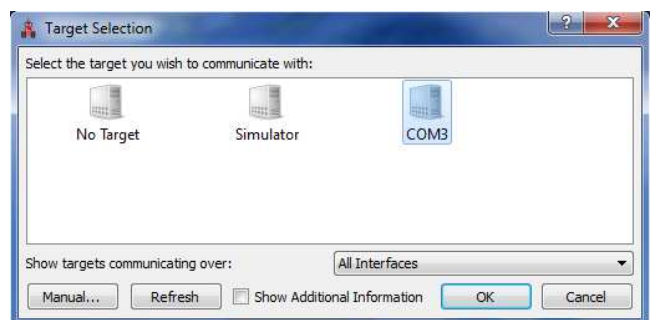 Target Selection
Select the target you wish to communicate with:
No Target Simulator COM3
Show targets communicating over: All Interfaces
Manual... Refresh Show Additional Information OK Cancel